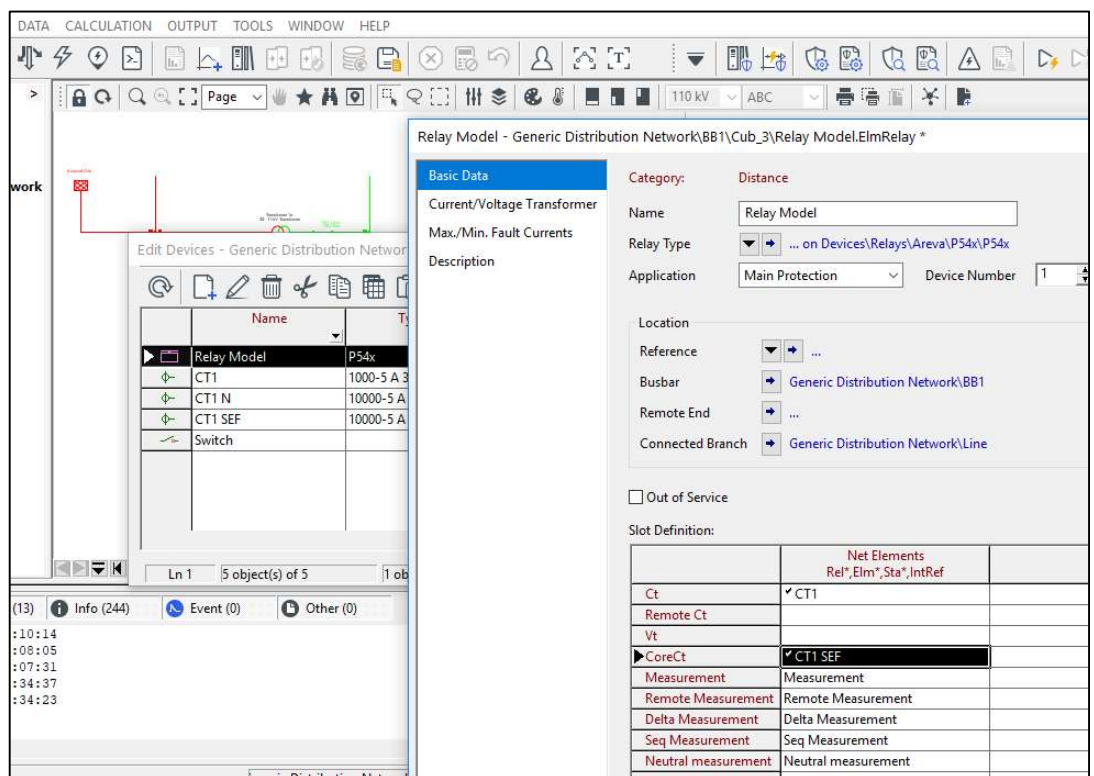 DATA CALCULATION OUTPUT TOOLS WINDOW HELP
Page 110 kV ABC
work
Relay Model - Generic Distribution Network\BB1\Cub_3\Relay Model.ElmRelay *
Basic Data
Current/Voltage Transformer
Max./Min. Fault Currents
Description
Category: Distance
Name Relay Model
Relay Type ... on Devices\Relays\Areva\P54x\P54x
Application Main Protection Device Number 1
Location
Reference ...
Busbar Generic Distribution Network\BB1
Remote End ...
Connected Branch Generic Distribution Network\Line
Out of Service
Slot Definition:
Net Elements
Rel*,Elm*,Sta*,IntRef
Ct CT1
Remote Ct
Vt
CoreCt CT1 SEF
Measurement Measurement
Remote Measurement Remote Measurement
Delta Measurement Delta Measurement
Seq Measurement Seq Measurement
Neutral measurement Neutral measurement
Edit Devices - Generic Distribution Networ
Name Ty
Relay Model P54x
CT1 1000-5 A 3
CT1 N 10000-5 A
CT1 SEF 10000-5 A
Switch
Ln 1 5 object(s) of 5 1 ob
(13) Info (244) Event (0) Other (0)
:10:14
:08:05
:07:31
:34:37
:34:23